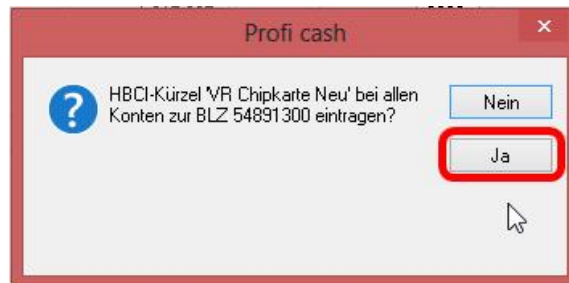 Profi cash
HBCI-Kürzel 'VR Chipkarte Neu' bei allen
Konten zur BLZ 54891300 eintragen?
Nein
Ja